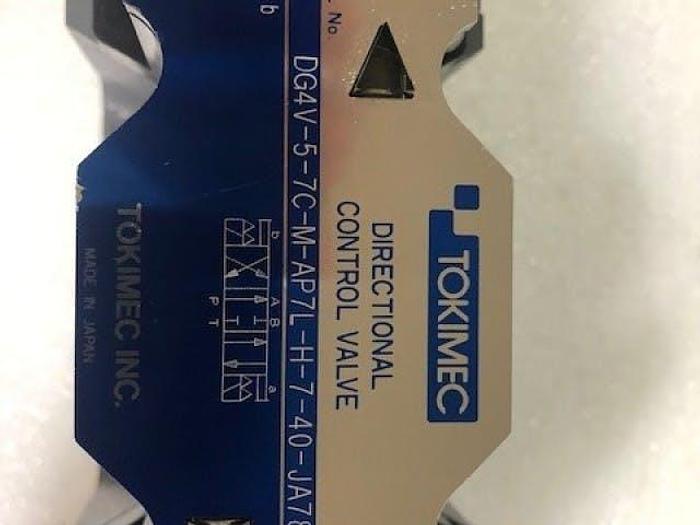 TOKIMEC
DIRECTIONAL
CONTROL VALVE
No.
DG4V-5-7C-M-AP7L-H-7-40-JA78
b
b A B a
P T
TOKIMEC INC.
MADE IN JAPAN